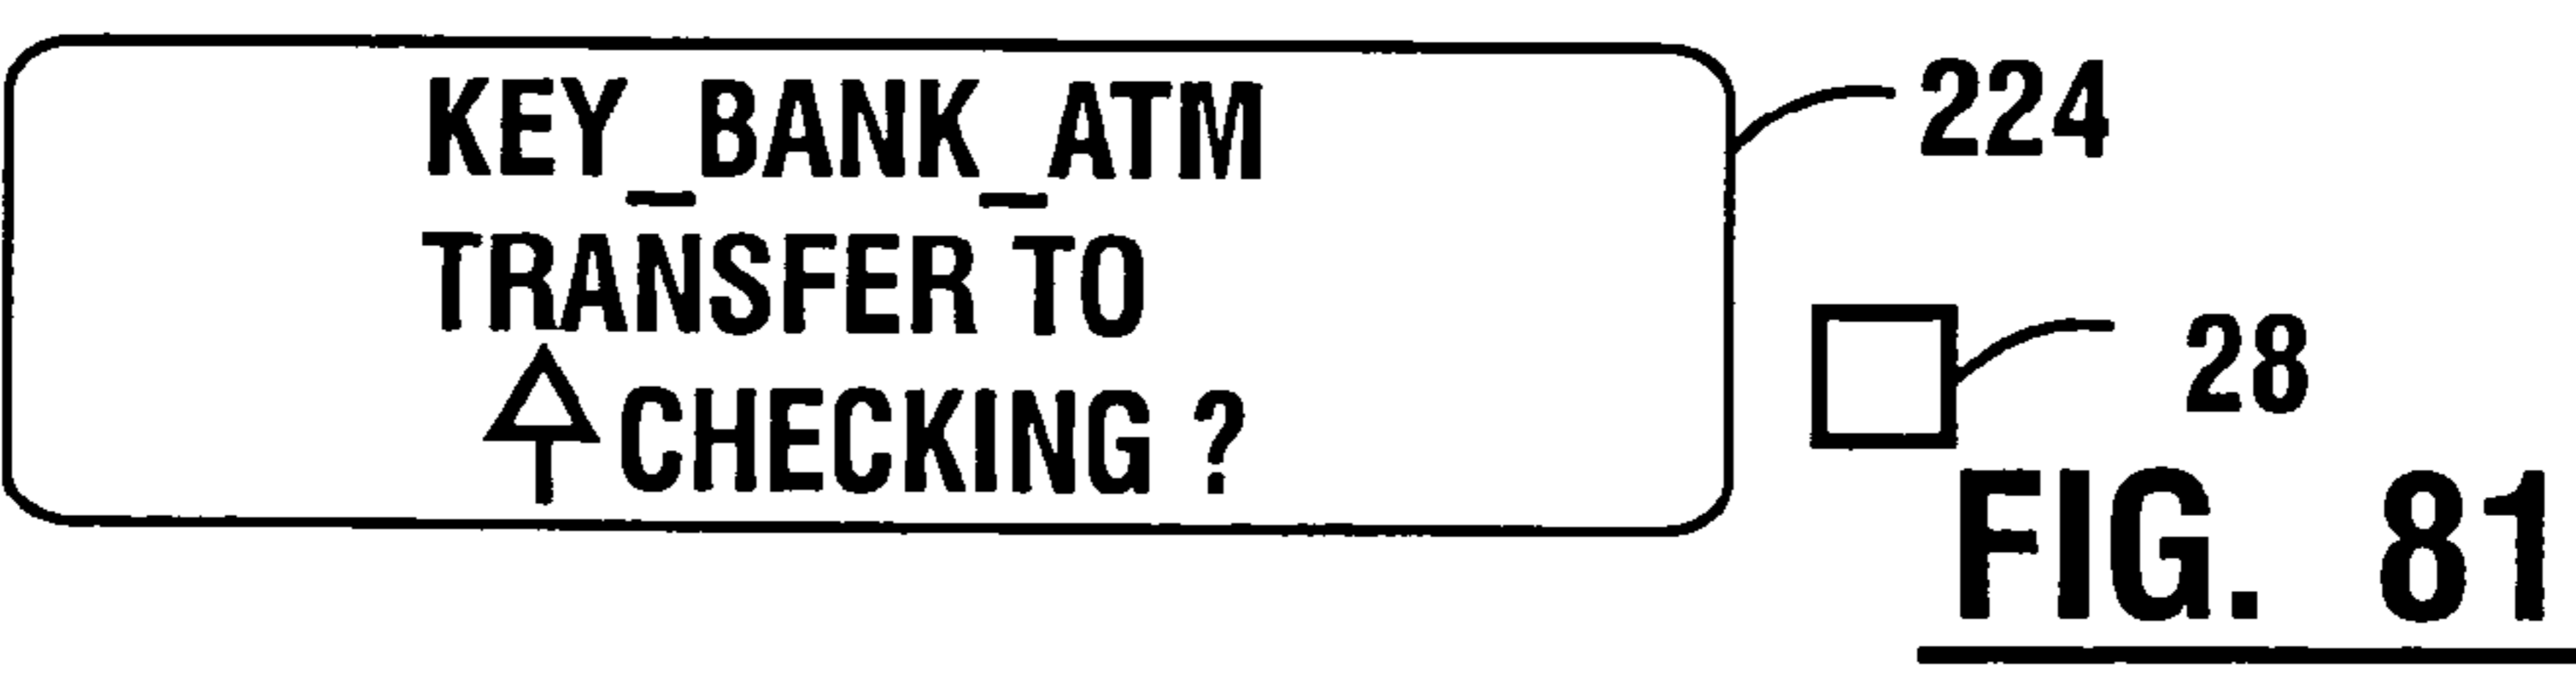 KEY_BANK_ATM
TRANSFER TO
CHECKING ?
224
28
FIG. 81